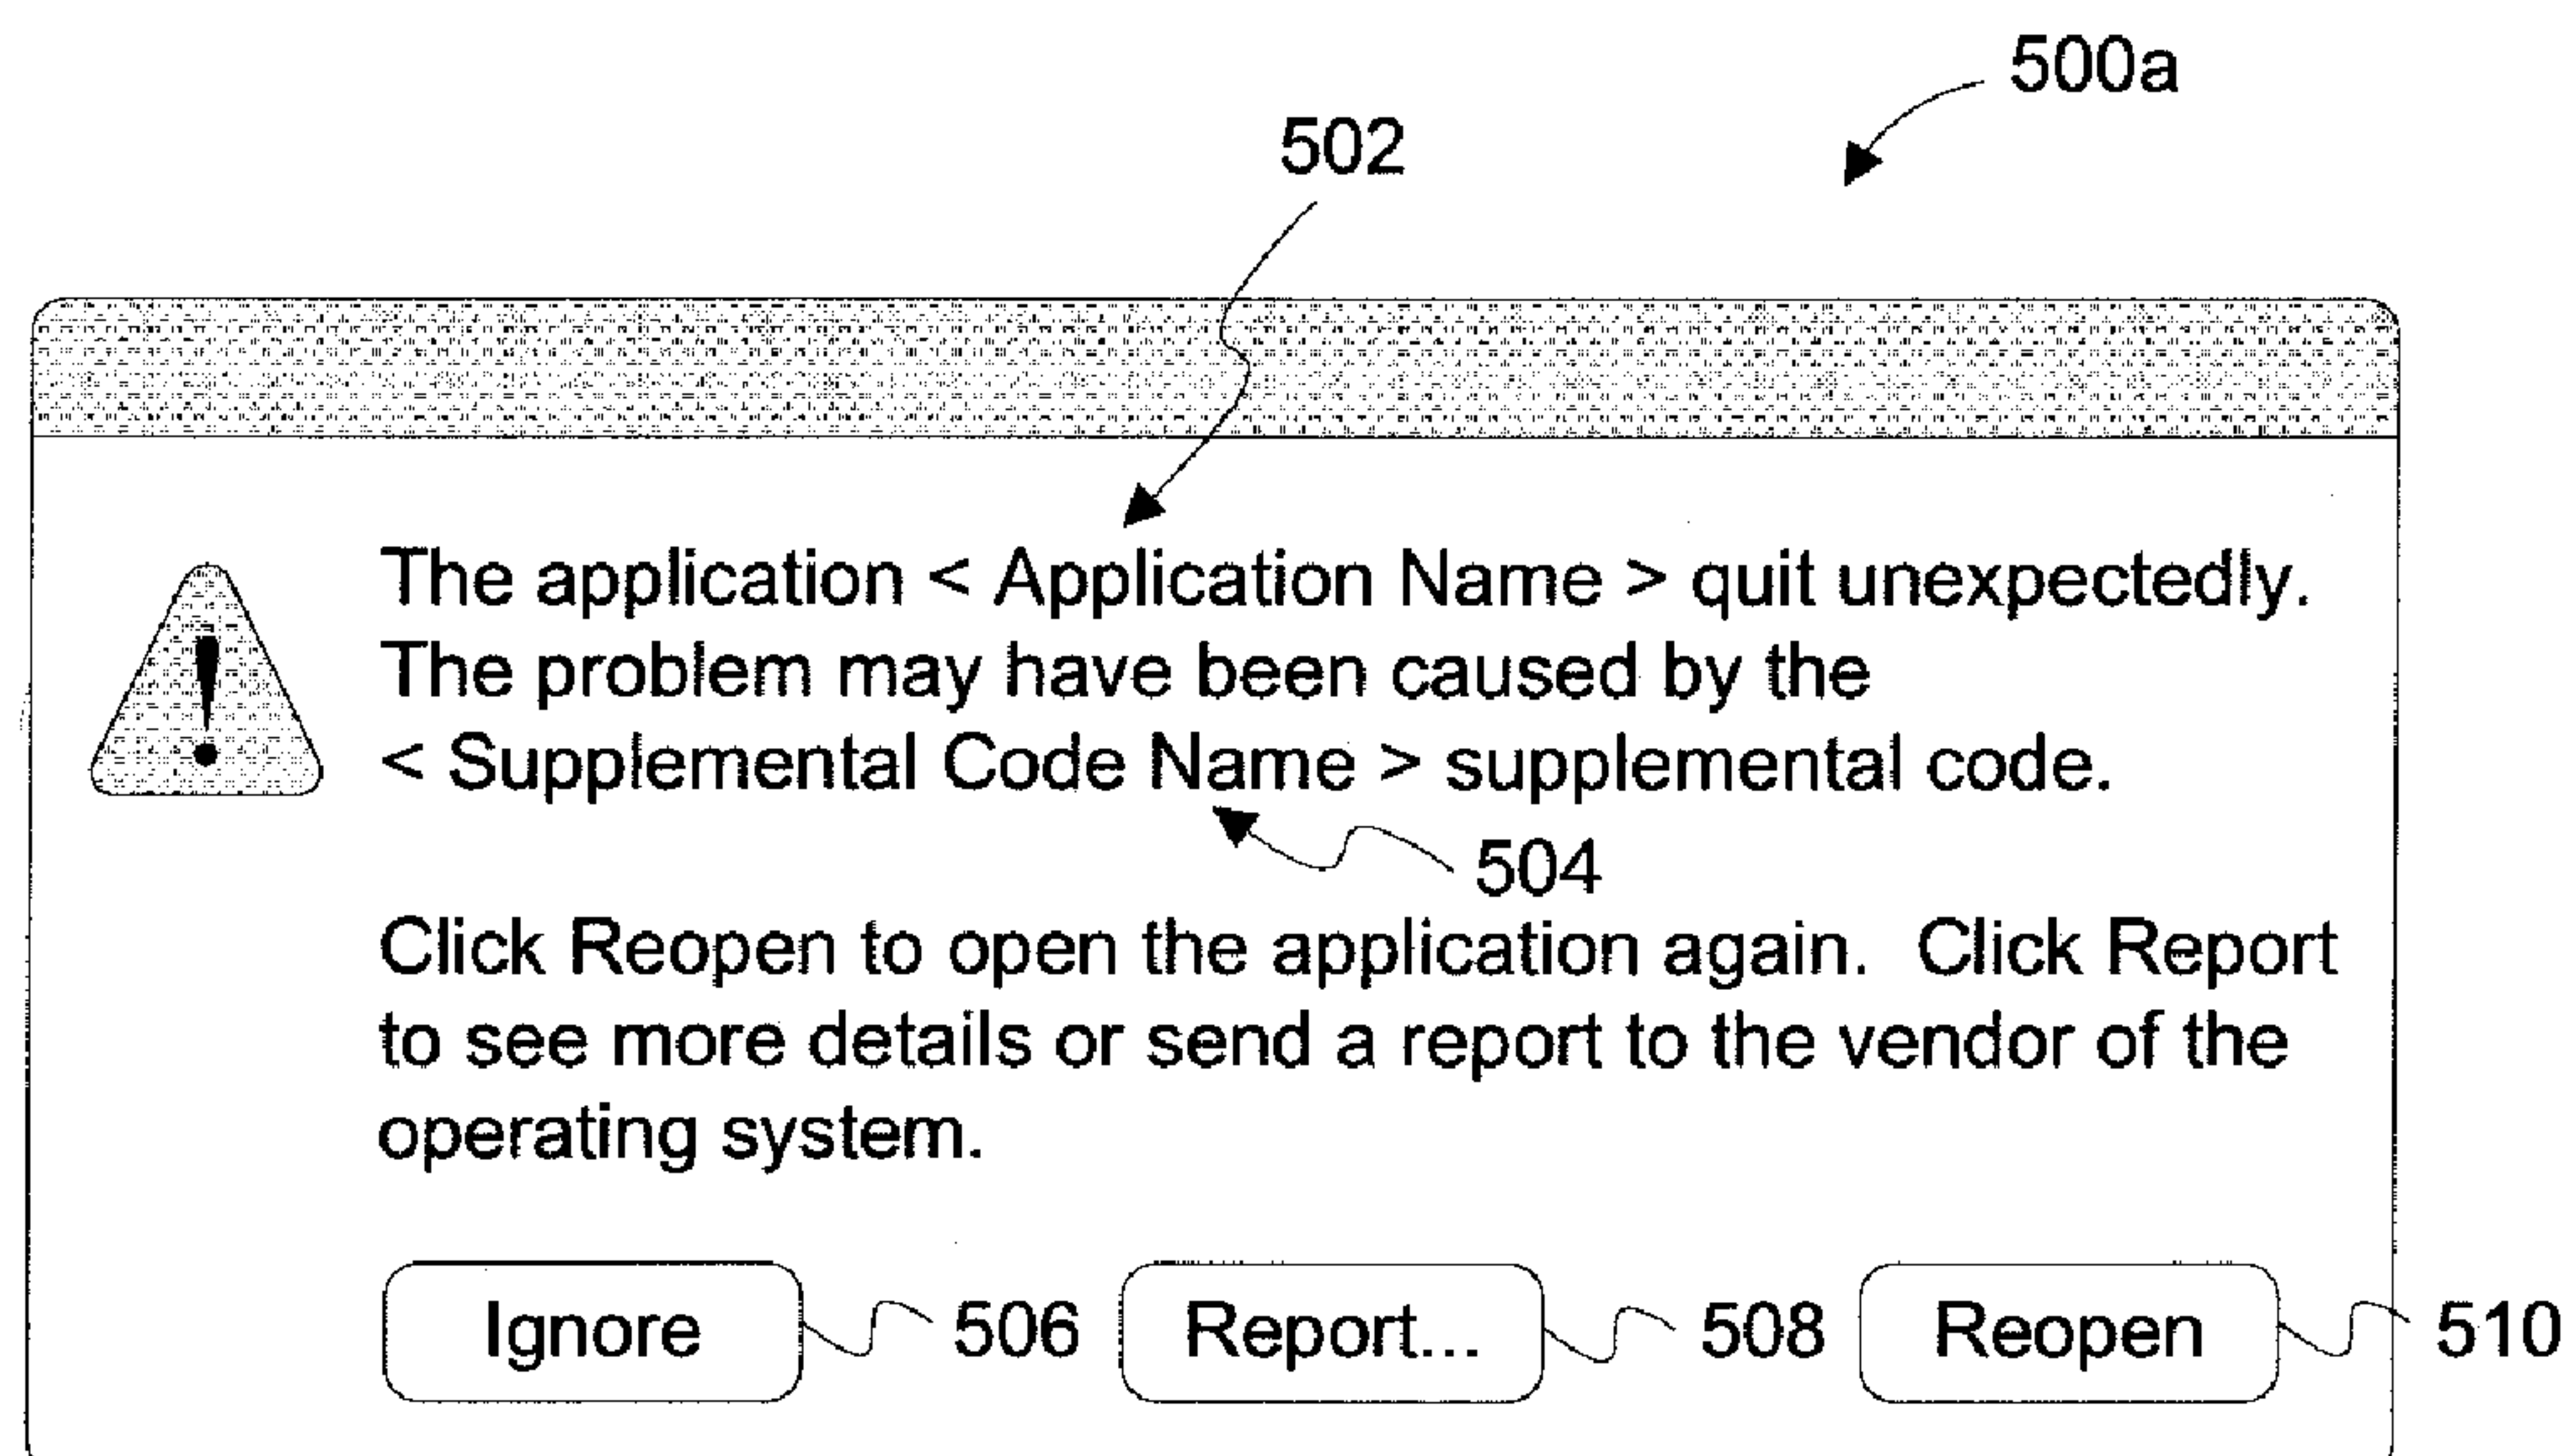 500a
502
The application < Application Name > quit unexpectedly.
The problem may have been caused by the
< Supplemental Code Name > supplemental code.
504
Click Reopen to open the application again.  Click Report
to see more details or send a report to the vendor of the
operating system.
Ignore 506 Report... 508 Reopen 510